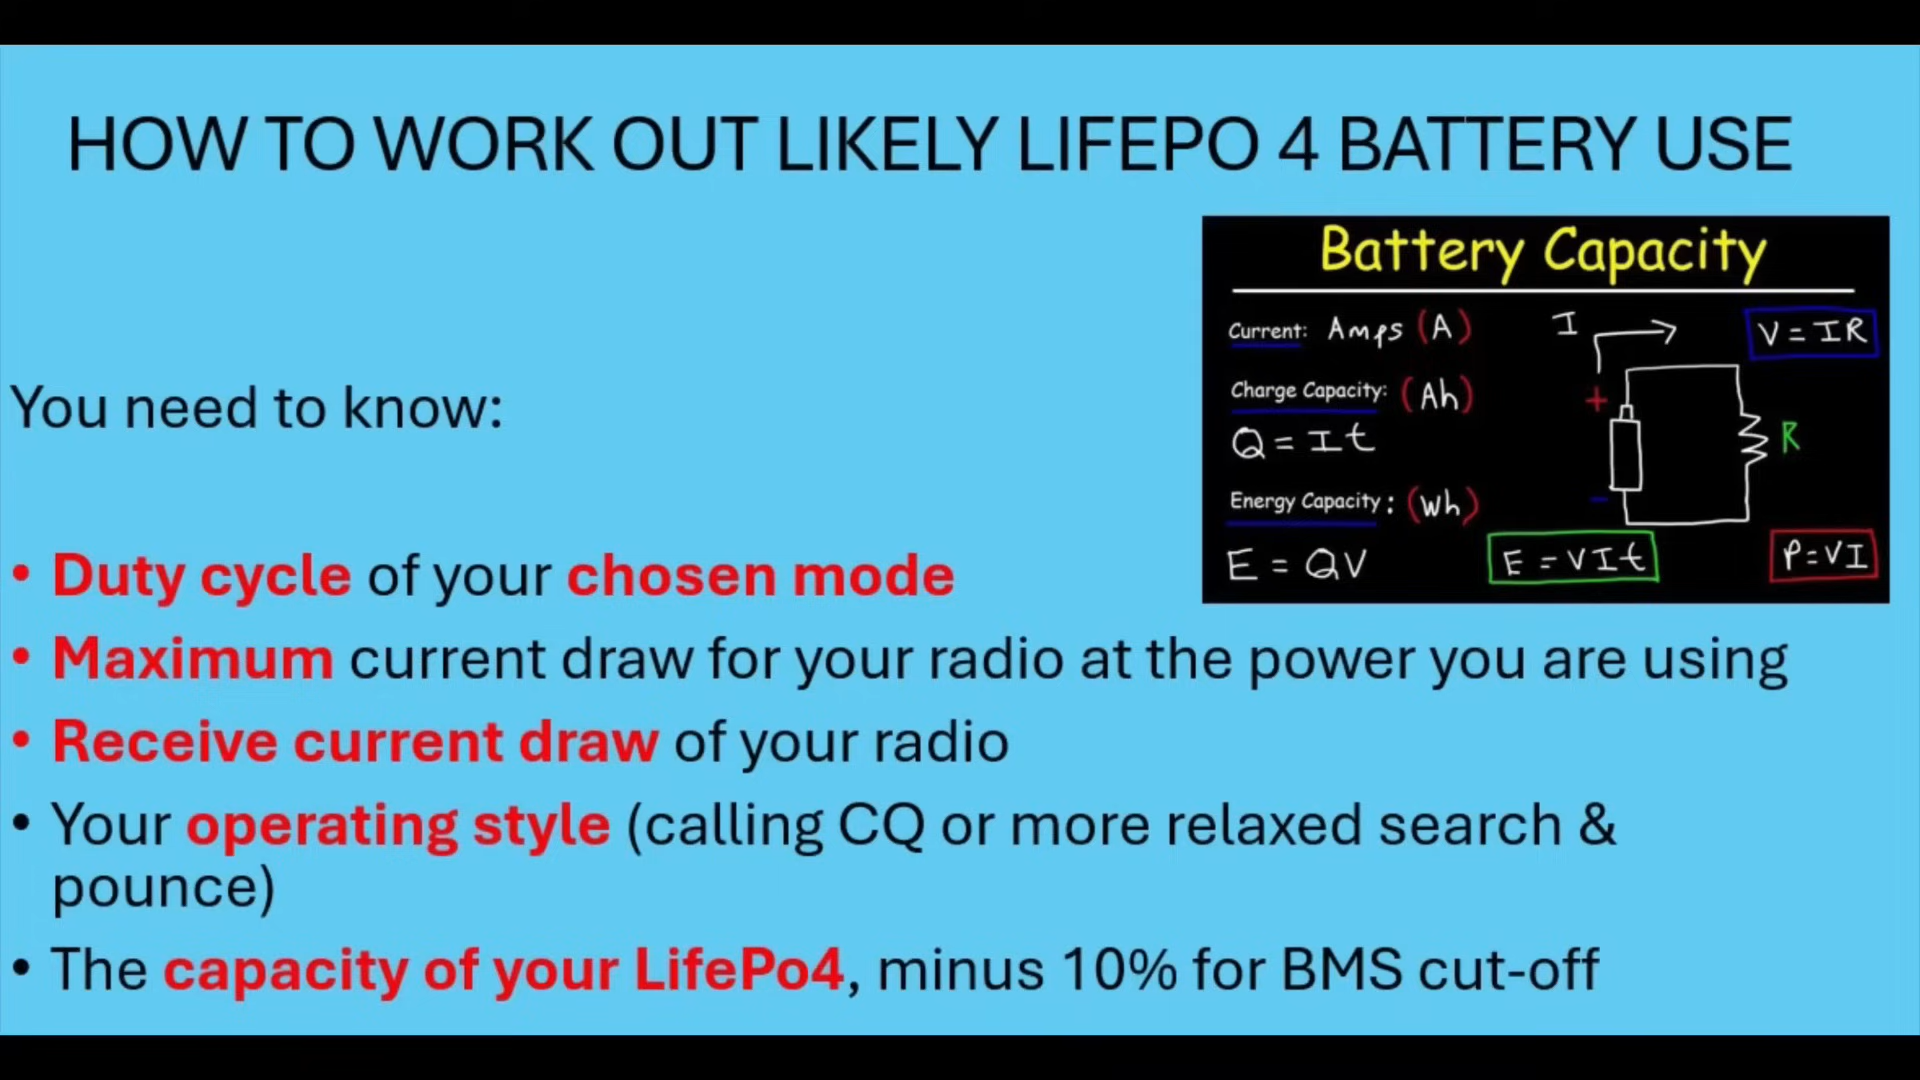 HOW TO WORK OUT LIKELY LIFEPO 4 BATTERY USE
Battery Capacity
Current: Amps (A)
I
V = IR
Charge Capacity: (Ah)
+
Q = It
R
Energy Capacity: (Wh)
-
E = QV
E = VIt
P=VI
You need to know:
• Duty cycle of your chosen mode
• Maximum current draw for your radio at the power you are using
• Receive current draw of your radio
• Your operating style (calling CQ or more relaxed search &
pounce)
• The capacity of your LifePo4, minus 10% for BMS cut-off